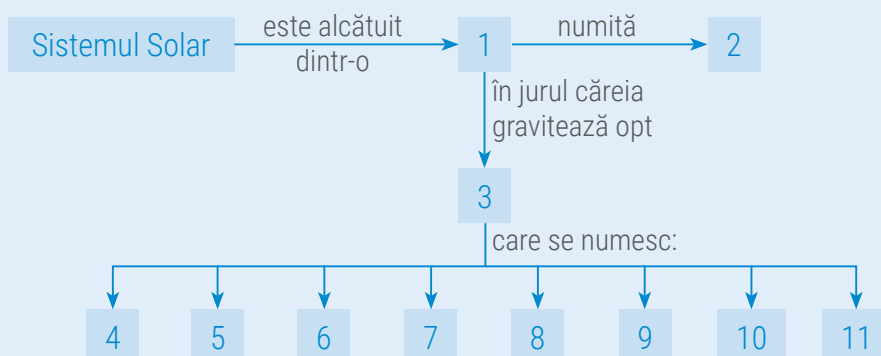 Sistemul Solar
este alcătuit
dintr-o
1
numită
2
în jurul căreia
gravitează opt
3
care se numesc:
4 5 6 7 8 9 10 11